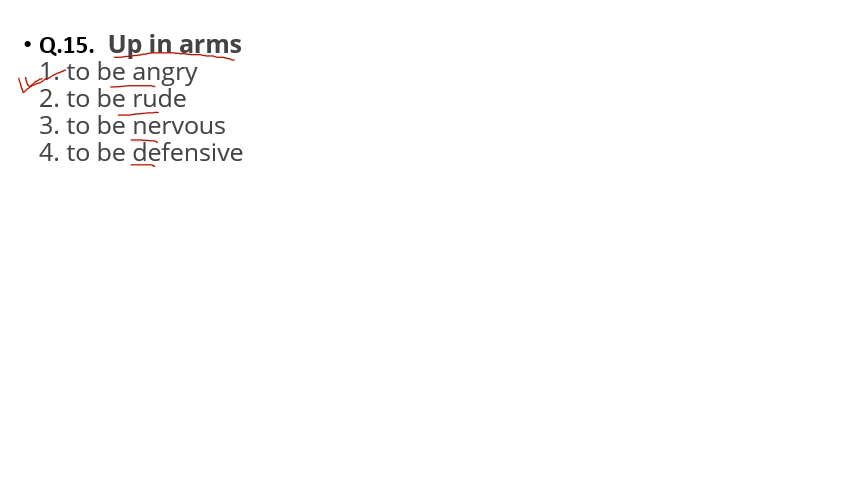 • Q.15. Up in arms
1. to be angry
2. to be rude
3. to be nervous
4. to be defensive